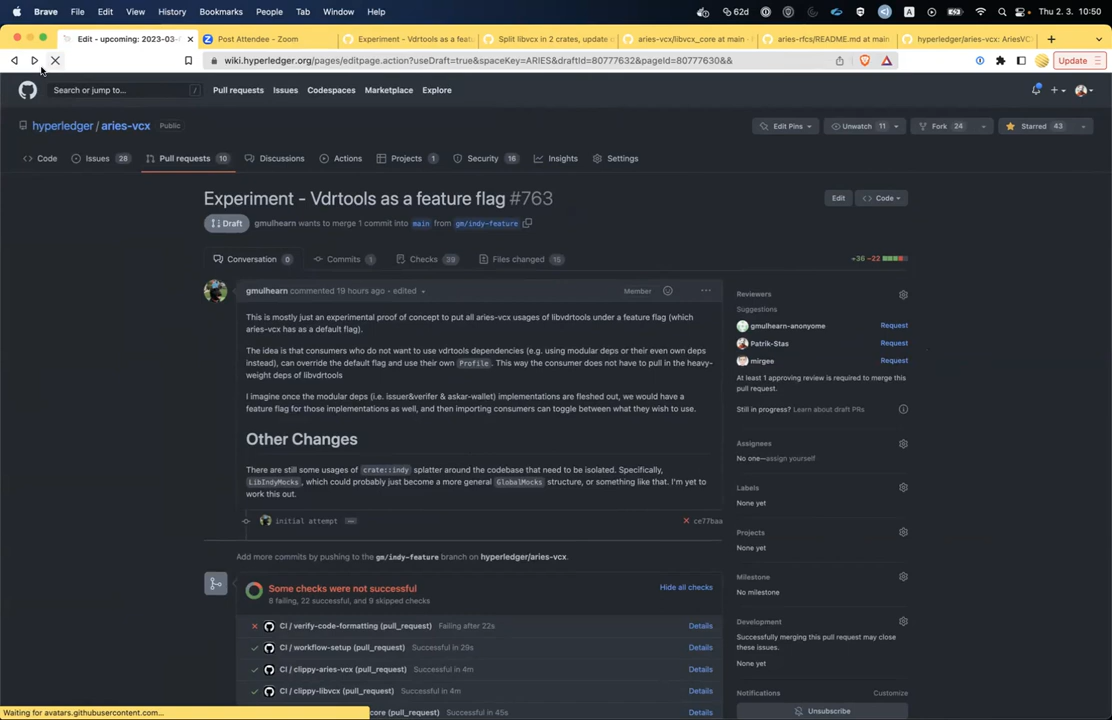 Brave File Edit View History Bookmarks People Tab Window Help 62d A Thu 2. 3. 10:50
Edit - upcoming: 2023-03- Post Attendee - Zoom Experiment - Vdrtools as a featu Split libvcx in 2 crates, update aries-vcx/libvcx_core at main · aries-rfcs/README.md at main hyperledger/aries-vcx: AriesVC
wiki.hyperledger.org/pages/editpage.action?useDraft=true&spaceKey=ARIES&draftId=80777632&pageId=80777630&& Update
Search or jump to... / Pull requests Issues Codespaces Marketplace Explore
hyperledger / aries-vcx Public Edit Pins Unwatch 11 Fork 24 Starred 43
Code Issues 28 Pull requests 10 Discussions Actions Projects 1 Security 16 Insights Settings
Experiment - Vdrtools as a feature flag #763 Edit Code
Draft gmulhearn wants to merge 1 commit into main from gm/indy-feature
Conversation 0 Commits 1 Checks 39 Files changed 15 +36 −22
gmulhearn commented 19 hours ago · edited Member
This is mostly just an experimental proof of concept to put all aries-vcx usages of libvdrtools under a feature flag (which
aries-vcx has as a default flag).
The idea is that consumers who do not want to use vdrtools dependencies (e.g. using modular deps or their even own deps
instead), can override the default flag and use their own Profile. This way the consumer does not have to pull in the heavy-
weight deps of libvdrtools
I imagine once the modular deps (i.e. issuer&verifer & askar-wallet) implementations are fleshed out, we would have a
feature flag for those implementations as well, and then importing consumers can toggle between what they wish to use.
Other Changes
There are still some usages of crate::indy splatter around the codebase that need to be isolated. Specifically,
LibIndyMocks, which could probably just become a more general GlobalMocks structure, or something like that. I'm yet to
work this out.
initial attempt ... ce77baa
Add more commits by pushing to the gm/indy-feature branch on hyperledger/aries-vcx.
Some checks were not successful Hide all checks
8 failing, 22 successful, and 9 skipped checks
CI / verify-code-formatting (pull_request) Failing after 22s Details
CI / workflow-setup (pull_request) Successful in 29s Details
CI / clippy-aries-vcx (pull_request) Successful in 4m Details
CI / clippy-libvcx (pull_request) Successful in 4m Details
core (pull_request) Successful in 45s Details
Reviewers
Suggestions
gmulhearn-anonyome Request
Patrik-Stas Request
mirgee Request
At least 1 approving review is required to merge this
pull request.
Still in progress? Learn about draft PRs
Assignees
No one—assign yourself
Labels
None yet
Projects
None yet
Milestone
No milestone
Development
Successfully merging this pull request may close
these issues.
None yet
Notifications Customize
Unsubscribe
Waiting for avatars.githubusercontent.com...